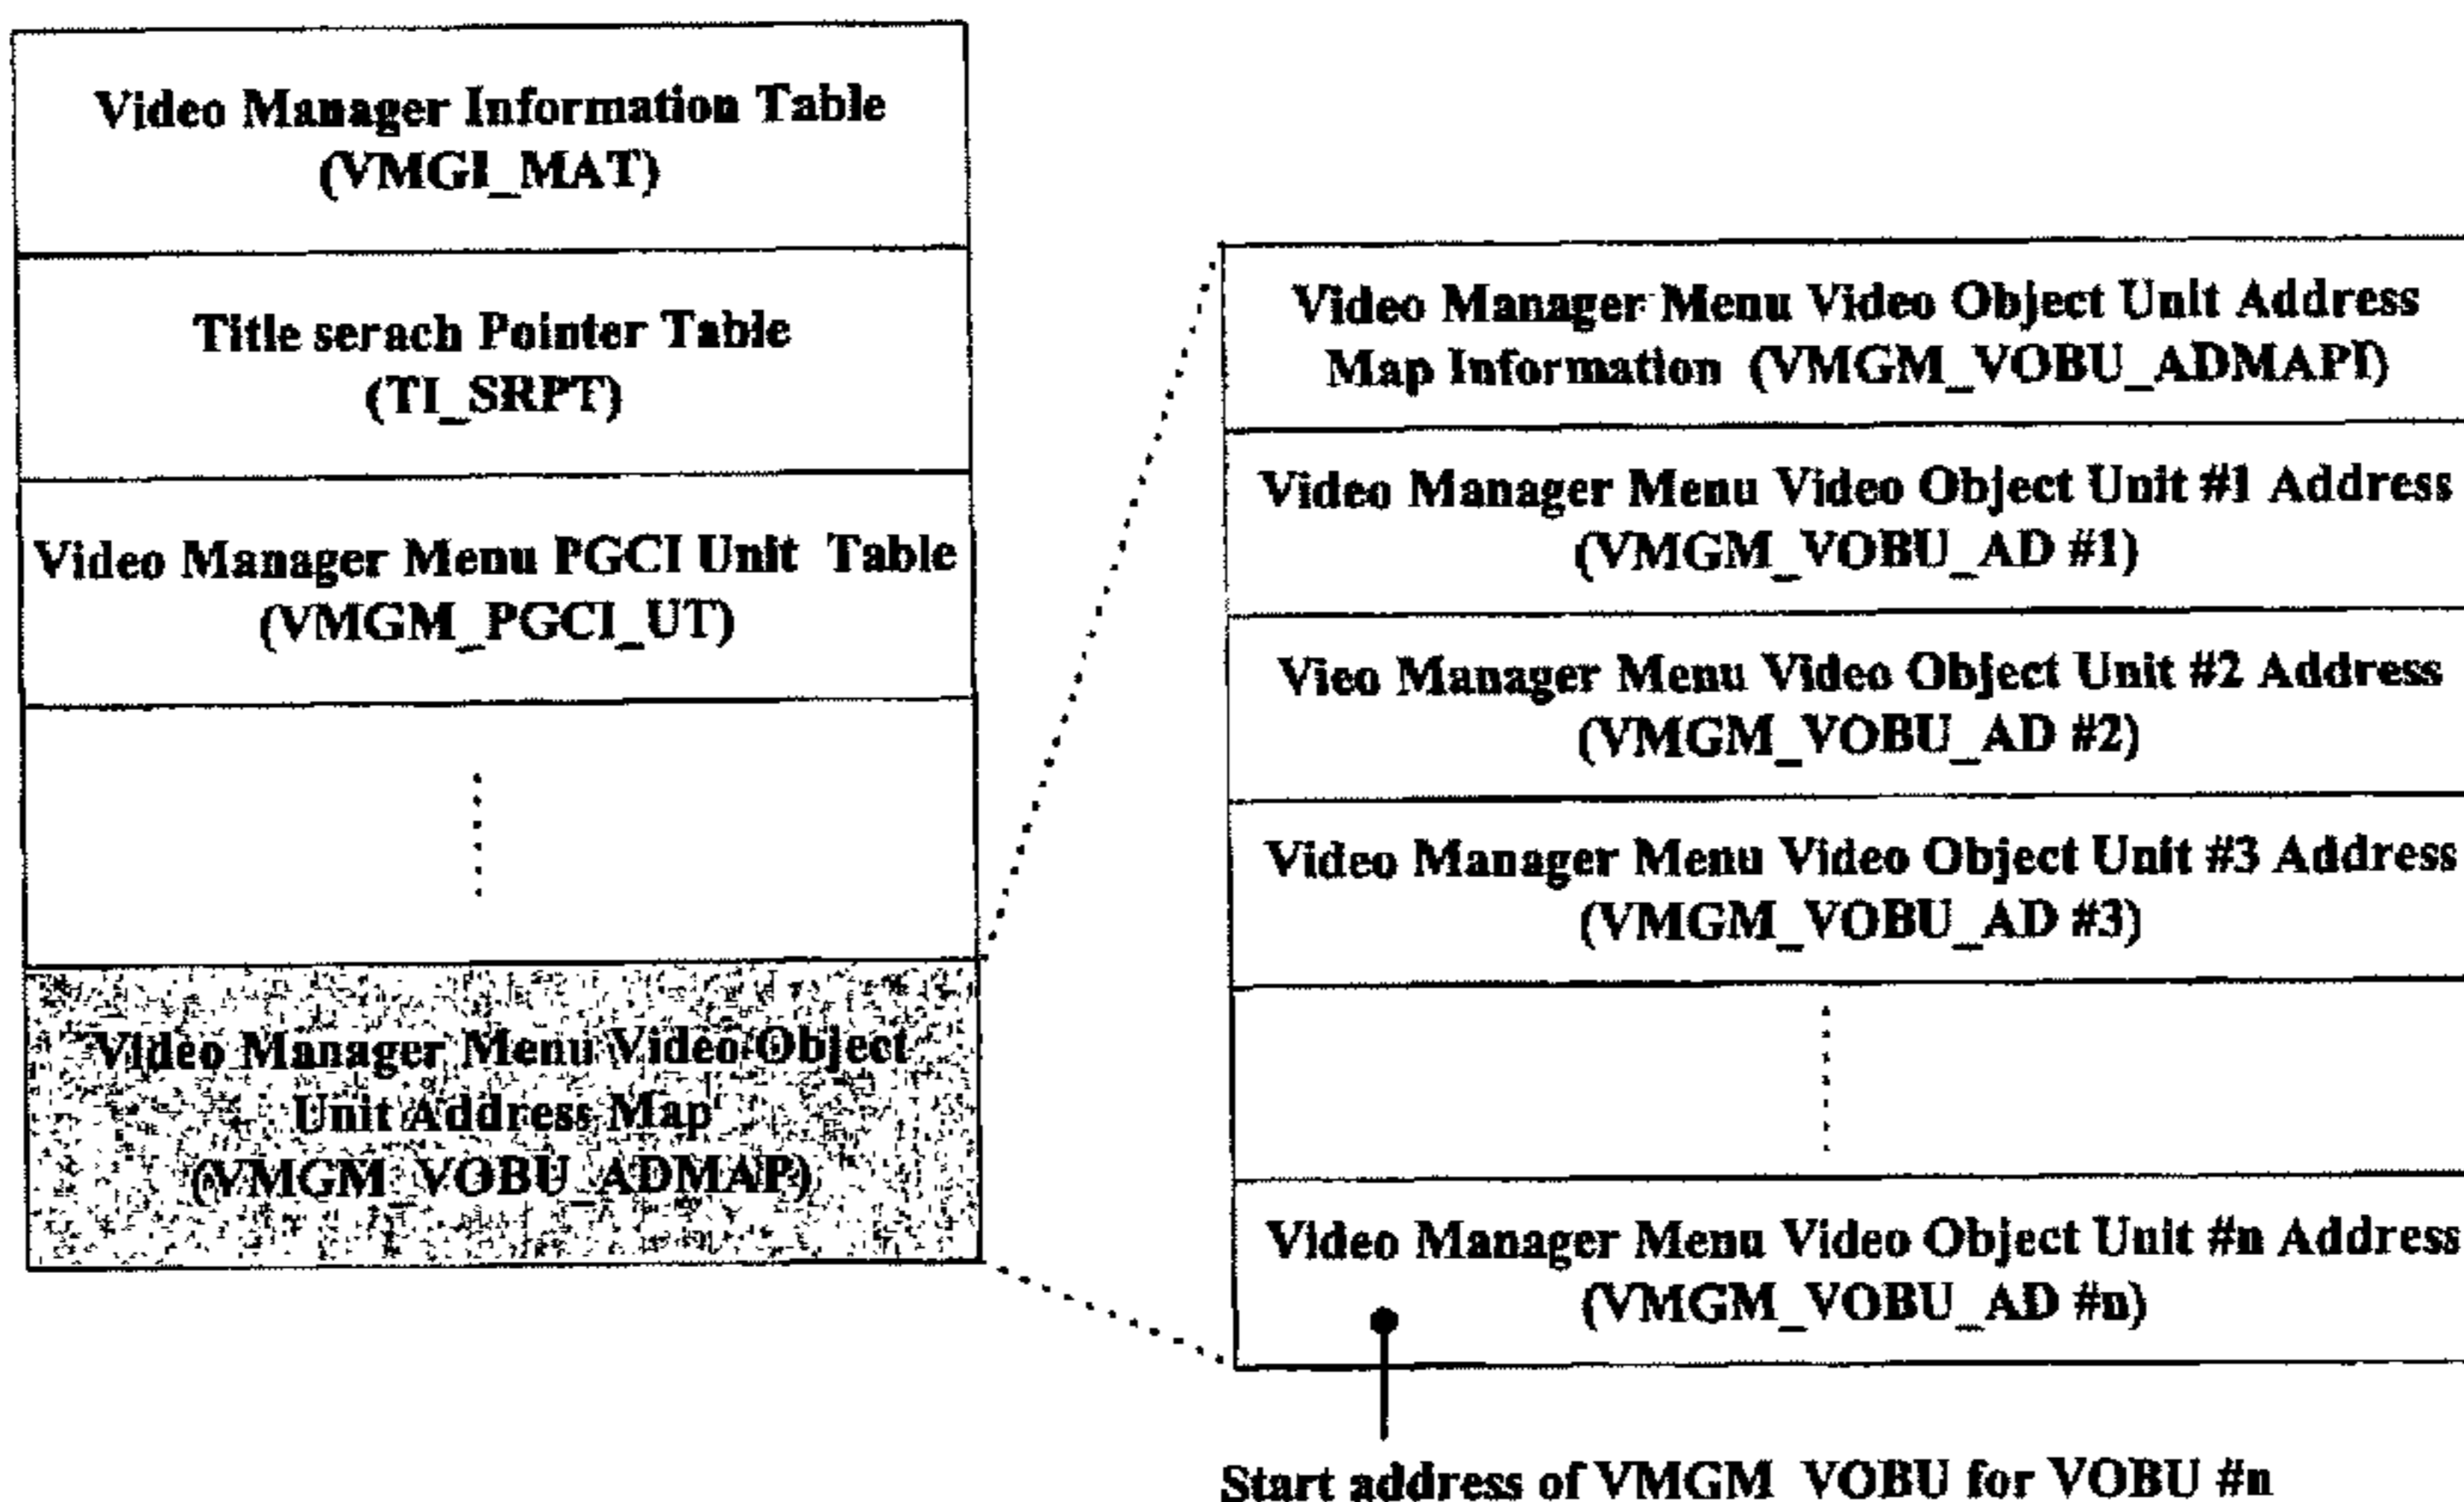 Video Manager Information Table
(VMGI_MAT)
Title serach Pointer Table
(TI_SRPT)
Video Manager Menu PGCI Unit Table
(VMGM_PGCI_UT)
Video Manager Menu Video Object
Unit Address Map
(VMGM_VOBU_ADMAP)
Video Manager Menu Video Object Unit Address
Map Information (VMGM_VOBU_ADMAPI)
Video Manager Menu Video Object Unit #1 Address
(VMGM_VOBU_AD #1)
Vieo Manager Menu Video Object Unit #2 Address
(VMGM_VOBU_AD #2)
Video Manager Menu Video Object Unit #3 Address
(VMGM_VOBU_AD #3)
Video Manager Menu Video Object Unit #n Address
(VMGM_VOBU_AD #n)
Start address of VMGM_VOBU for VOBU #n